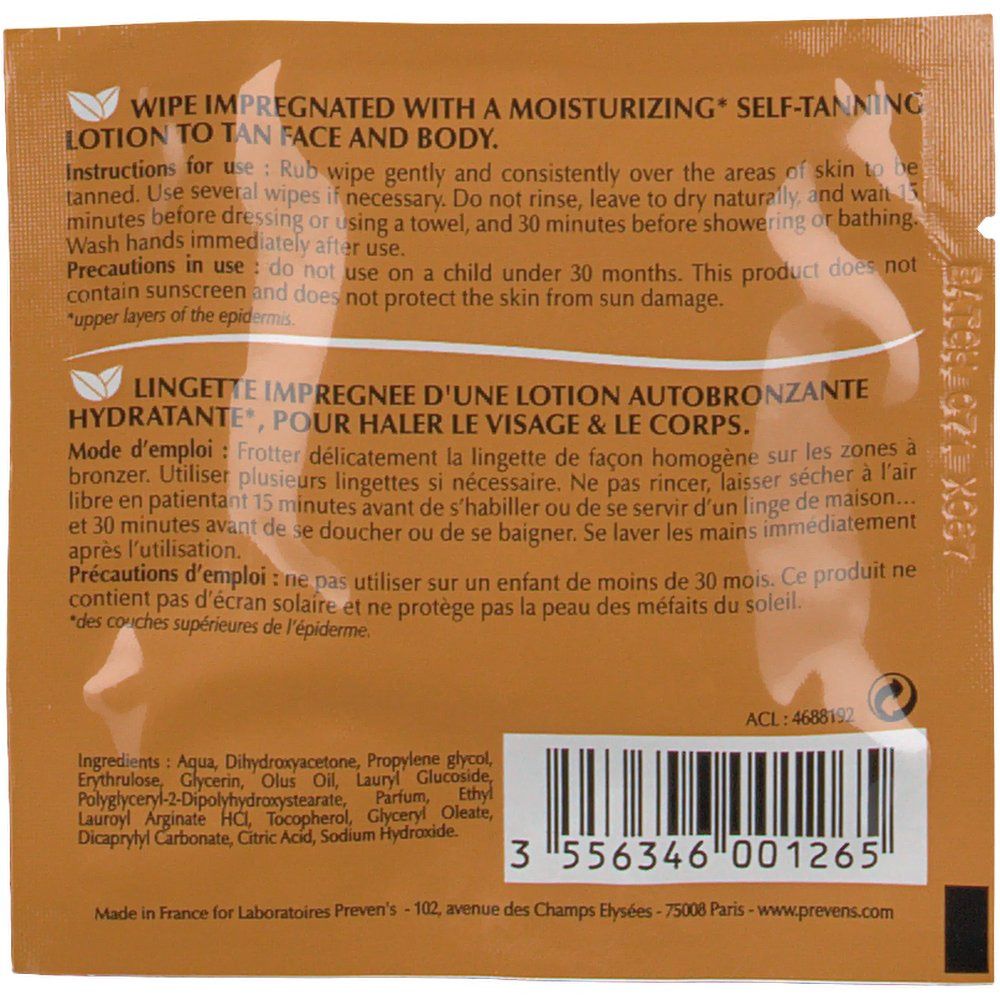 WIPE IMPREGNATED WITH A MOISTURIZING* SELF-TANNING
LOTION TO TAN FACE AND BODY.
Instructions for use : Rub wipe gently and consistently over the areas of skin to be
tanned. Use several wipes if necessary. Do not rinse, leave to dry naturally, and wait 15
minutes before dressing or using a towel, and 30 minutes before showering or bathing.
Wash hands immediately after use.
Precautions in use : do not use on a child under 30 months. This product does not
contain sunscreen and does not protect the skin from sun damage.
*upper layers of the epidermis.
LINGETTE IMPREGNEE D'UNE LOTION AUTOBRONZANTE
HYDRATANTE*, POUR HALER LE VISAGE & LE CORPS.
Mode d'emploi : Frotter délicatement la lingette de façon homogène sur les zones à
bronzer. Utiliser plusieurs lingettes si nécessaire. Ne pas rincer, laisser sécher à l'air
libre en patientant 15 minutes avant de s'habiller ou de se servir d'un linge de maison...
et 30 minutes avant de se doucher ou de se baigner. Se laver les mains immédiatement
après l'utilisation.
Précautions d'emploi : ne pas utiliser sur un enfant de moins de 30 mois. Ce produit ne
contient pas d'écran solaire et ne protège pas la peau des méfaits du soleil.
*des couches supérieures de l'épiderme.
ACL : 4688192
Ingredients : Aqua, Dihydroxyacetone, Propylene glycol,
Erythrulose, Glycerin, Olus Oil, Lauryl Glucoside,
Polyglyceryl-2-Dipolyhydroxystearate, Parfum, Ethyl
Lauroyl Arginate HCl, Tocopherol, Glyceryl Oleate,
Dicaprylyl Carbonate, Citric Acid, Sodium Hydroxide.
3 556346 001265
Made in France for Laboratoires Preven's - 102, avenue des Champs Elysées - 75008 Paris - www.prevens.com
BATCH